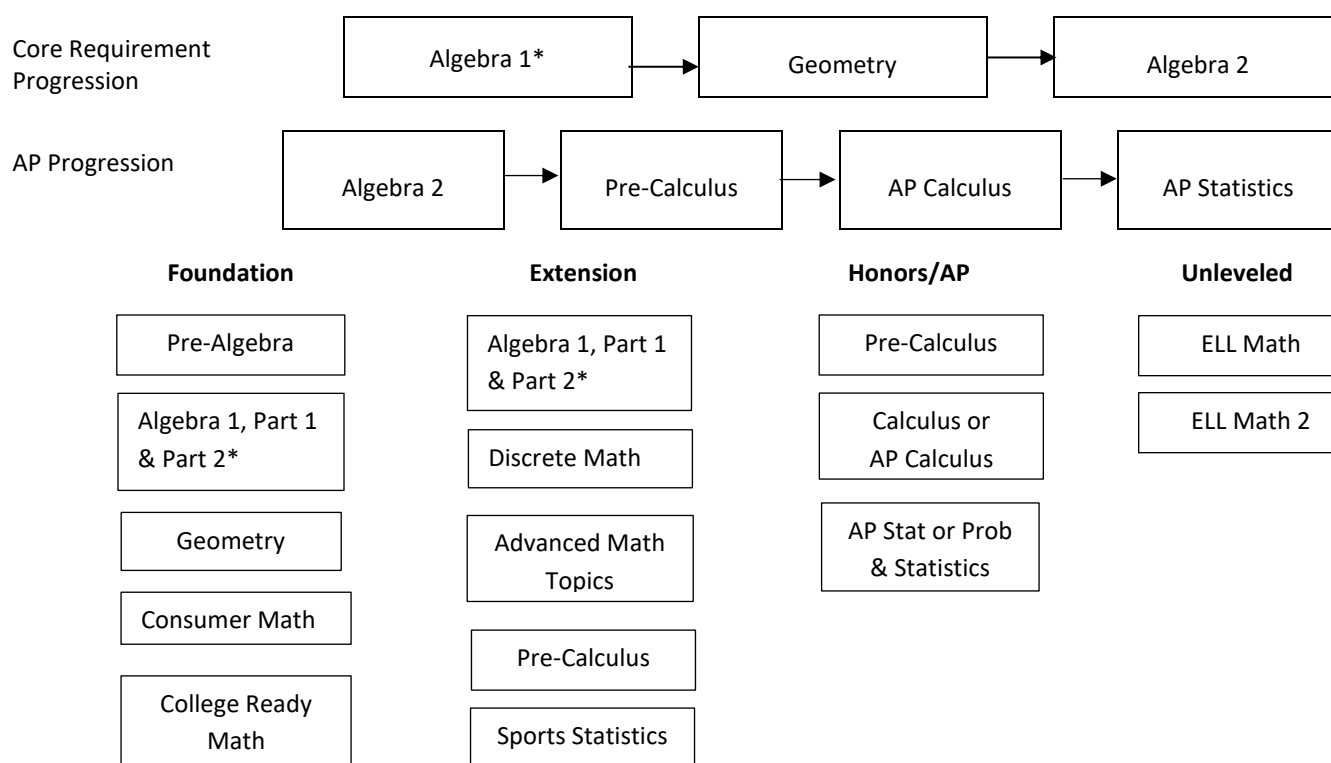 Core Requirement
Progression
Algebra 1*
Geometry
Algebra 2
AP Progression
Algebra 2
Pre-Calculus
AP Calculus
AP Statistics
Foundation
Extension
Honors/AP
Unleveled
Pre-Algebra
Algebra 1, Part 1
& Part 2*
Geometry
Consumer Math
College Ready
Math
Algebra 1, Part 1
& Part 2*
Discrete Math
Advanced Math
Topics
Pre-Calculus
Sports Statistics
Pre-Calculus
Calculus or
AP Calculus
AP Stat or Prob
& Statistics
ELL Math
ELL Math 2